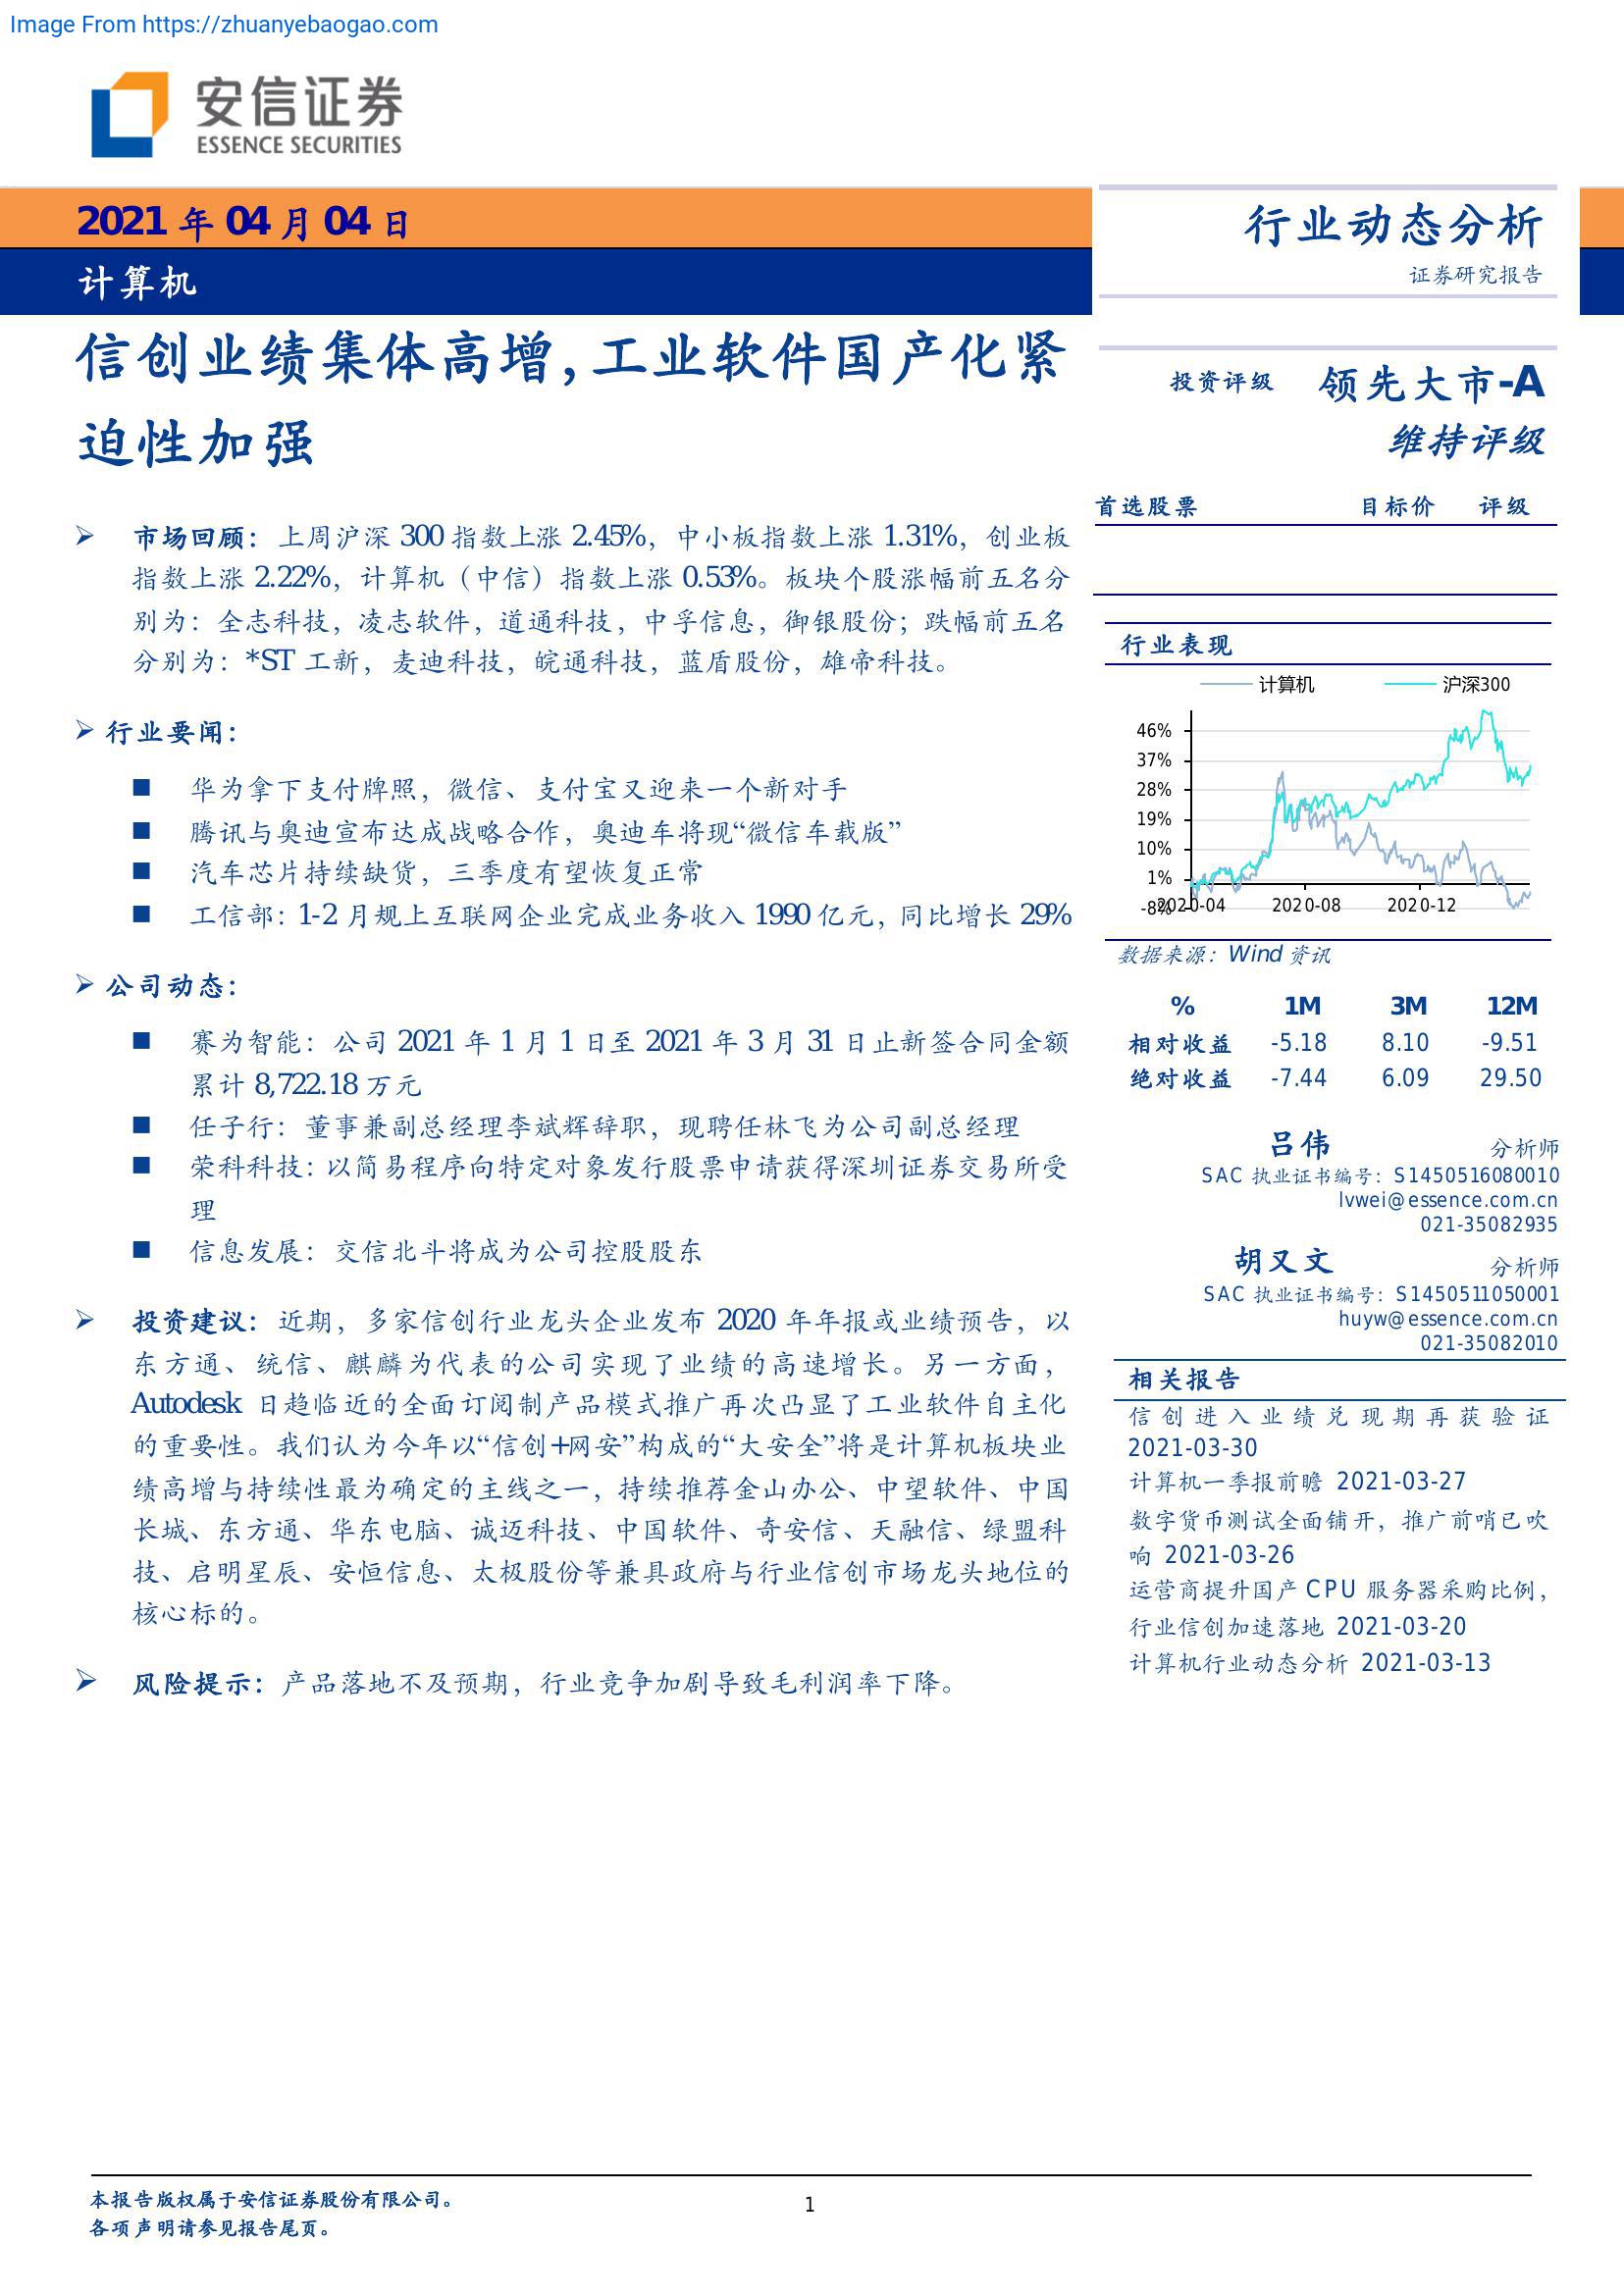 Image From https://zhuanyebaogao.com
安信证券
ESSENCE SECURITIES
2021 年 04 月 04 日
计算机
行业动态分析
证券研究报告
信创业绩集体高增,工业软件国产化紧
迫性加强
➢ 市场回顾：上周沪深 300 指数上涨 2.45%，中小板指数上涨 1.31%，创业板
指数上涨 2.22%，计算机（中信）指数上涨 0.53%。板块个股涨幅前五名分
别为：全志科技，凌志软件，道通科技，中孚信息，御银股份；跌幅前五名
分别为：*ST 工新，麦迪科技，皖通科技，蓝盾股份，雄帝科技。
➢ 行业要闻：
■ 华为拿下支付牌照，微信、支付宝又迎来一个新对手
■ 腾讯与奥迪宣布达成战略合作，奥迪车将现“微信车载版”
■ 汽车芯片持续缺货，三季度有望恢复正常
■ 工信部：1-2 月规上互联网企业完成业务收入 1990 亿元，同比增长 29%
➢ 公司动态：
■ 赛为智能：公司 2021 年 1 月 1 日至 2021 年 3 月 31 日止新签合同金额
累计 8,722.18 万元
■ 任子行：董事兼副总经理李斌辉辞职，现聘任林飞为公司副总经理
■ 荣科科技：以简易程序向特定对象发行股票申请获得深圳证券交易所受
理
■ 信息发展：交信北斗将成为公司控股股东
➢ 投资建议：近期，多家信创行业龙头企业发布 2020 年年报或业绩预告，以
东方通、统信、麒麟为代表的公司实现了业绩的高速增长。另一方面，
Autodesk 日趋临近的全面订阅制产品模式推广再次凸显了工业软件自主化
的重要性。我们认为今年以“信创+网安”构成的“大安全”将是计算机板块业
绩高增与持续性最为确定的主线之一，持续推荐金山办公、中望软件、中国
长城、东方通、华东电脑、诚迈科技、中国软件、奇安信、天融信、绿盟科
技、启明星辰、安恒信息、太极股份等兼具政府与行业信创市场龙头地位的
核心标的。
➢ 风险提示：产品落地不及预期，行业竞争加剧导致毛利润率下降。
投资评级 领先大市-A
维持评级
首选股票 目标价 评级
行业表现
计算机 沪深300
46%
37%
28%
19%
10%
1%
-8%
2020-04 2020-08 2020-12
数据来源：Wind 资讯
% 1M 3M 12M
相对收益 -5.18 8.10 -9.51
绝对收益 -7.44 6.09 29.50
吕伟 分析师
SAC 执业证书编号：S1450516080010
lvwei@essence.com.cn
021-35082935
胡又文 分析师
SAC 执业证书编号：S1450511050001
huyw@essence.com.cn
021-35082010
相关报告
信创进入业绩兑现期再获验证
2021-03-30
计算机一季报前瞻 2021-03-27
数字货币测试全面铺开，推广前哨已吹
响 2021-03-26
运营商提升国产 CPU 服务器采购比例，
行业信创加速落地 2021-03-20
计算机行业动态分析 2021-03-13
本报告版权属于安信证券股份有限公司。
各项声明请参见报告尾页。
1